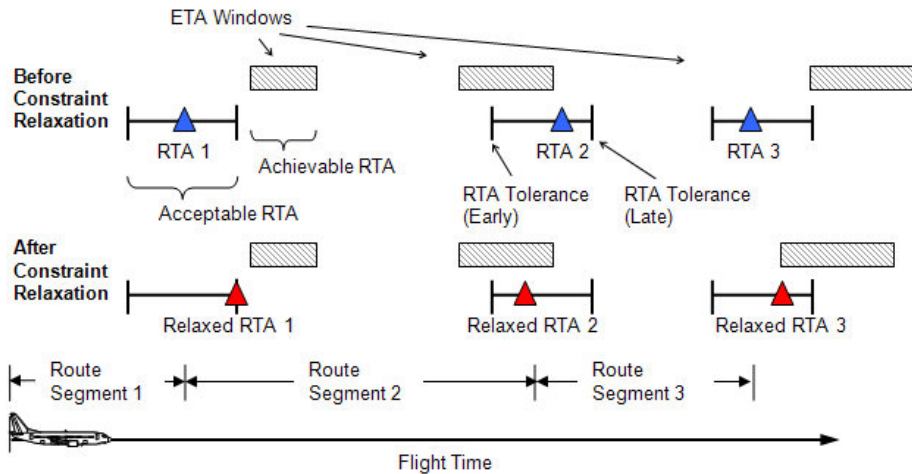 ETA Windows
Before
Constraint
Relaxation
RTA 1
RTA 2
RTA 3
Achievable RTA
Acceptable RTA
RTA Tolerance
(Early)
RTA Tolerance
(Late)
After
Constraint
Relaxation
Relaxed RTA 1
Relaxed RTA 2
Relaxed RTA 3
Route
Segment 1
Route
Segment 2
Route
Segment 3
Flight Time